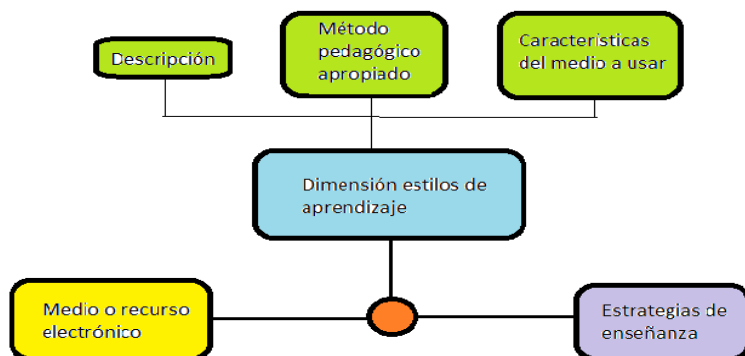 Descripción
Método
pedagógico
apropiado
Características
del medio a usar
Dimensión estilos de
aprendizaje
Medio o recurso
electrónico
Estrategias de
enseñanza